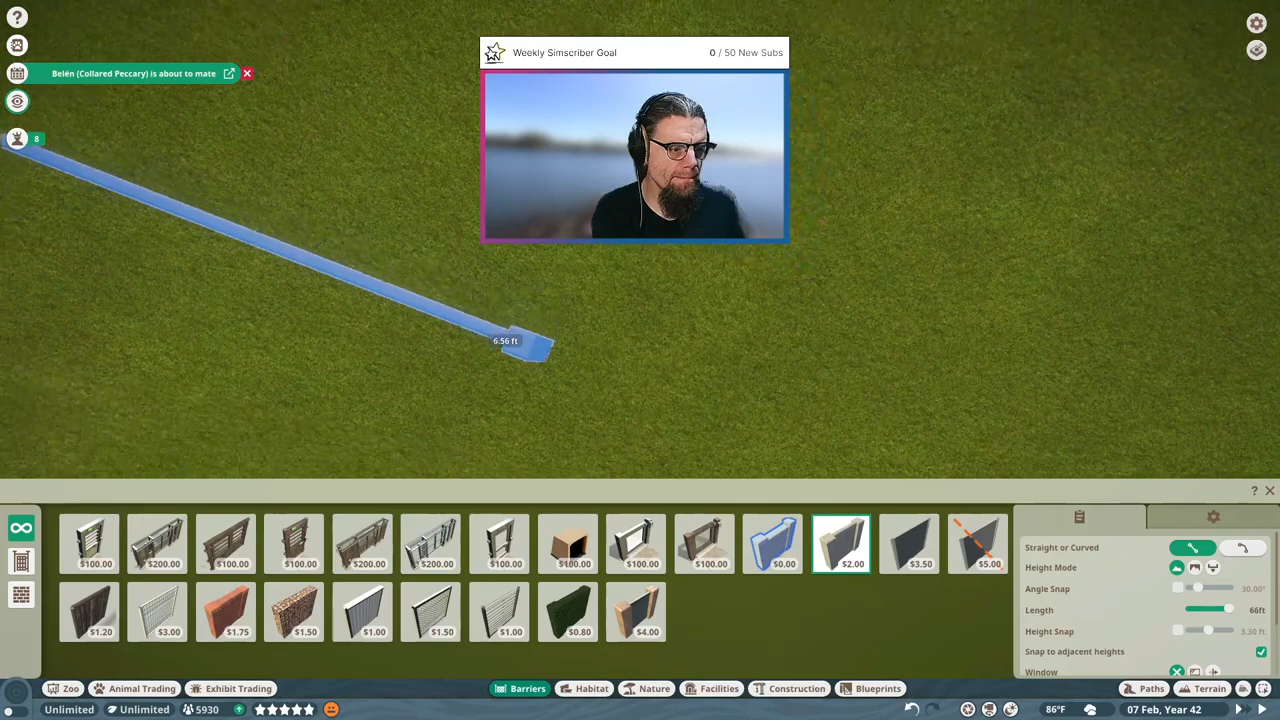 ?
Weekly Simscriber Goal 0 / 50 New Subs
Belén (Collared Peccary) is about to mate
8
6.56 ft
?
$100.00 $200.00 $100.00 $100.00 $200.00 $200.00 $100.00 $100.00 $100.00 $100.00 $0.00 $2.00 $3.50 $5.00
$1.20 $3.00 $1.75 $1.50 $1.00 $1.50 $1.00 $0.80 $4.00
Straight or Curved
Height Mode
Angle Snap 30.00°
Length 66ft
Height Snap 3.30 ft
Snap to adjacent heights
Window
Zoo Animal Trading Exhibit Trading Barriers Habitat Nature Facilities Construction Blueprints Paths Terrain
Unlimited Unlimited 5930 86°F 07 Feb, Year 42